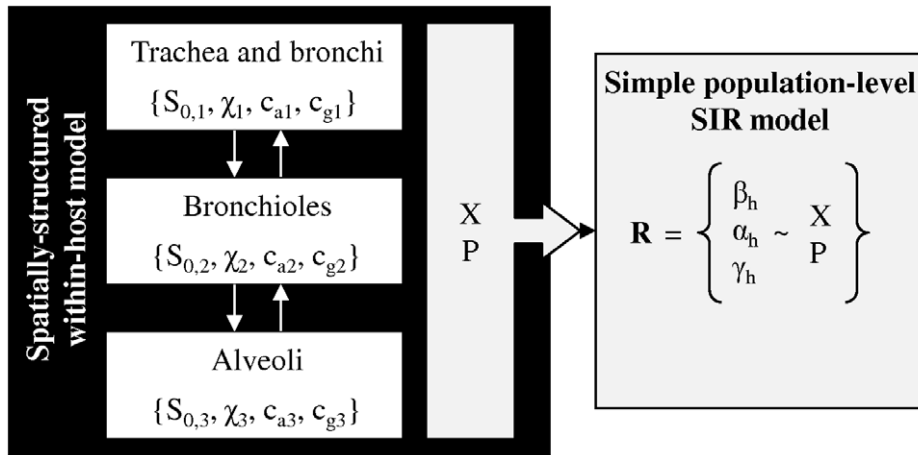 Spatially-structured
within-host model
Trachea and bronchi
{S0,1, χ1, ca1, cg1}
Bronchioles
{S0,2, χ2, ca2, cg2}
Alveoli
{S0,3, χ3, ca3, cg3}
X
P
Simple population-level
SIR model
βh
R = { αh ~ X P }
γh